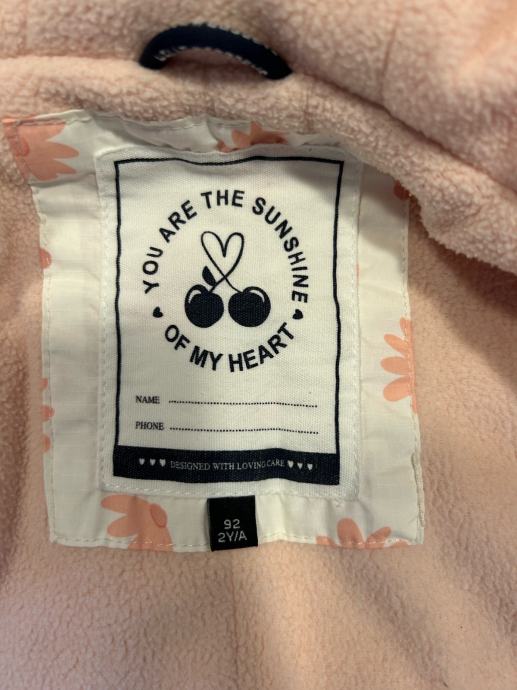 YOU ARE THE SUNSHINE
OF MY HEART
NAME
PHONE
DESIGNED WITH LOVING CARE
92
2Y/A